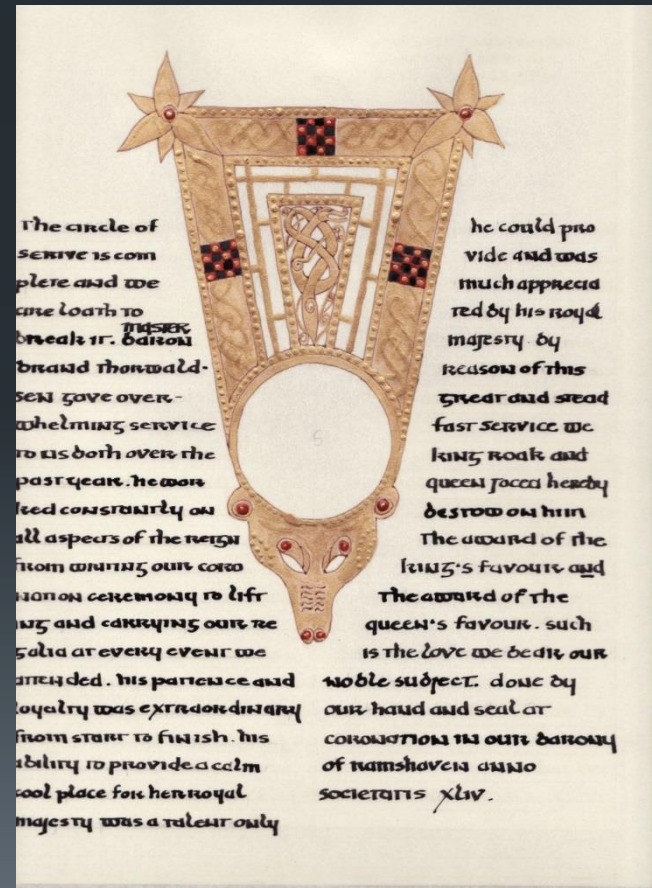 The circle of
serive is com
plete and we
are loath to
master
break it. baron
brand thorwald-
sen gave over-
whelming service
to us both over the
past year. he wor
ked constantly on
all aspects of the reign
from writing our coro
nation ceremony to lift
ing and carrying our re
galia at every event we
attended. his patience and
loyalty was extraordinary
from start to finish. his
ability to provide a calm
cool place for her royal
majesty was a talent only
he could pro
vide and was
much apprecia
ted by his royal
majesty. by
reason of this
great and stead
fast service we
king roak and
queen jocea hereby
bestow on him
The award of the
king's favour and
The award of the
queen's favour. such
is the love we bear our
noble subject. done by
our hand and seal at
coronation in our barony
of ramshaven anno
societatis xliv.